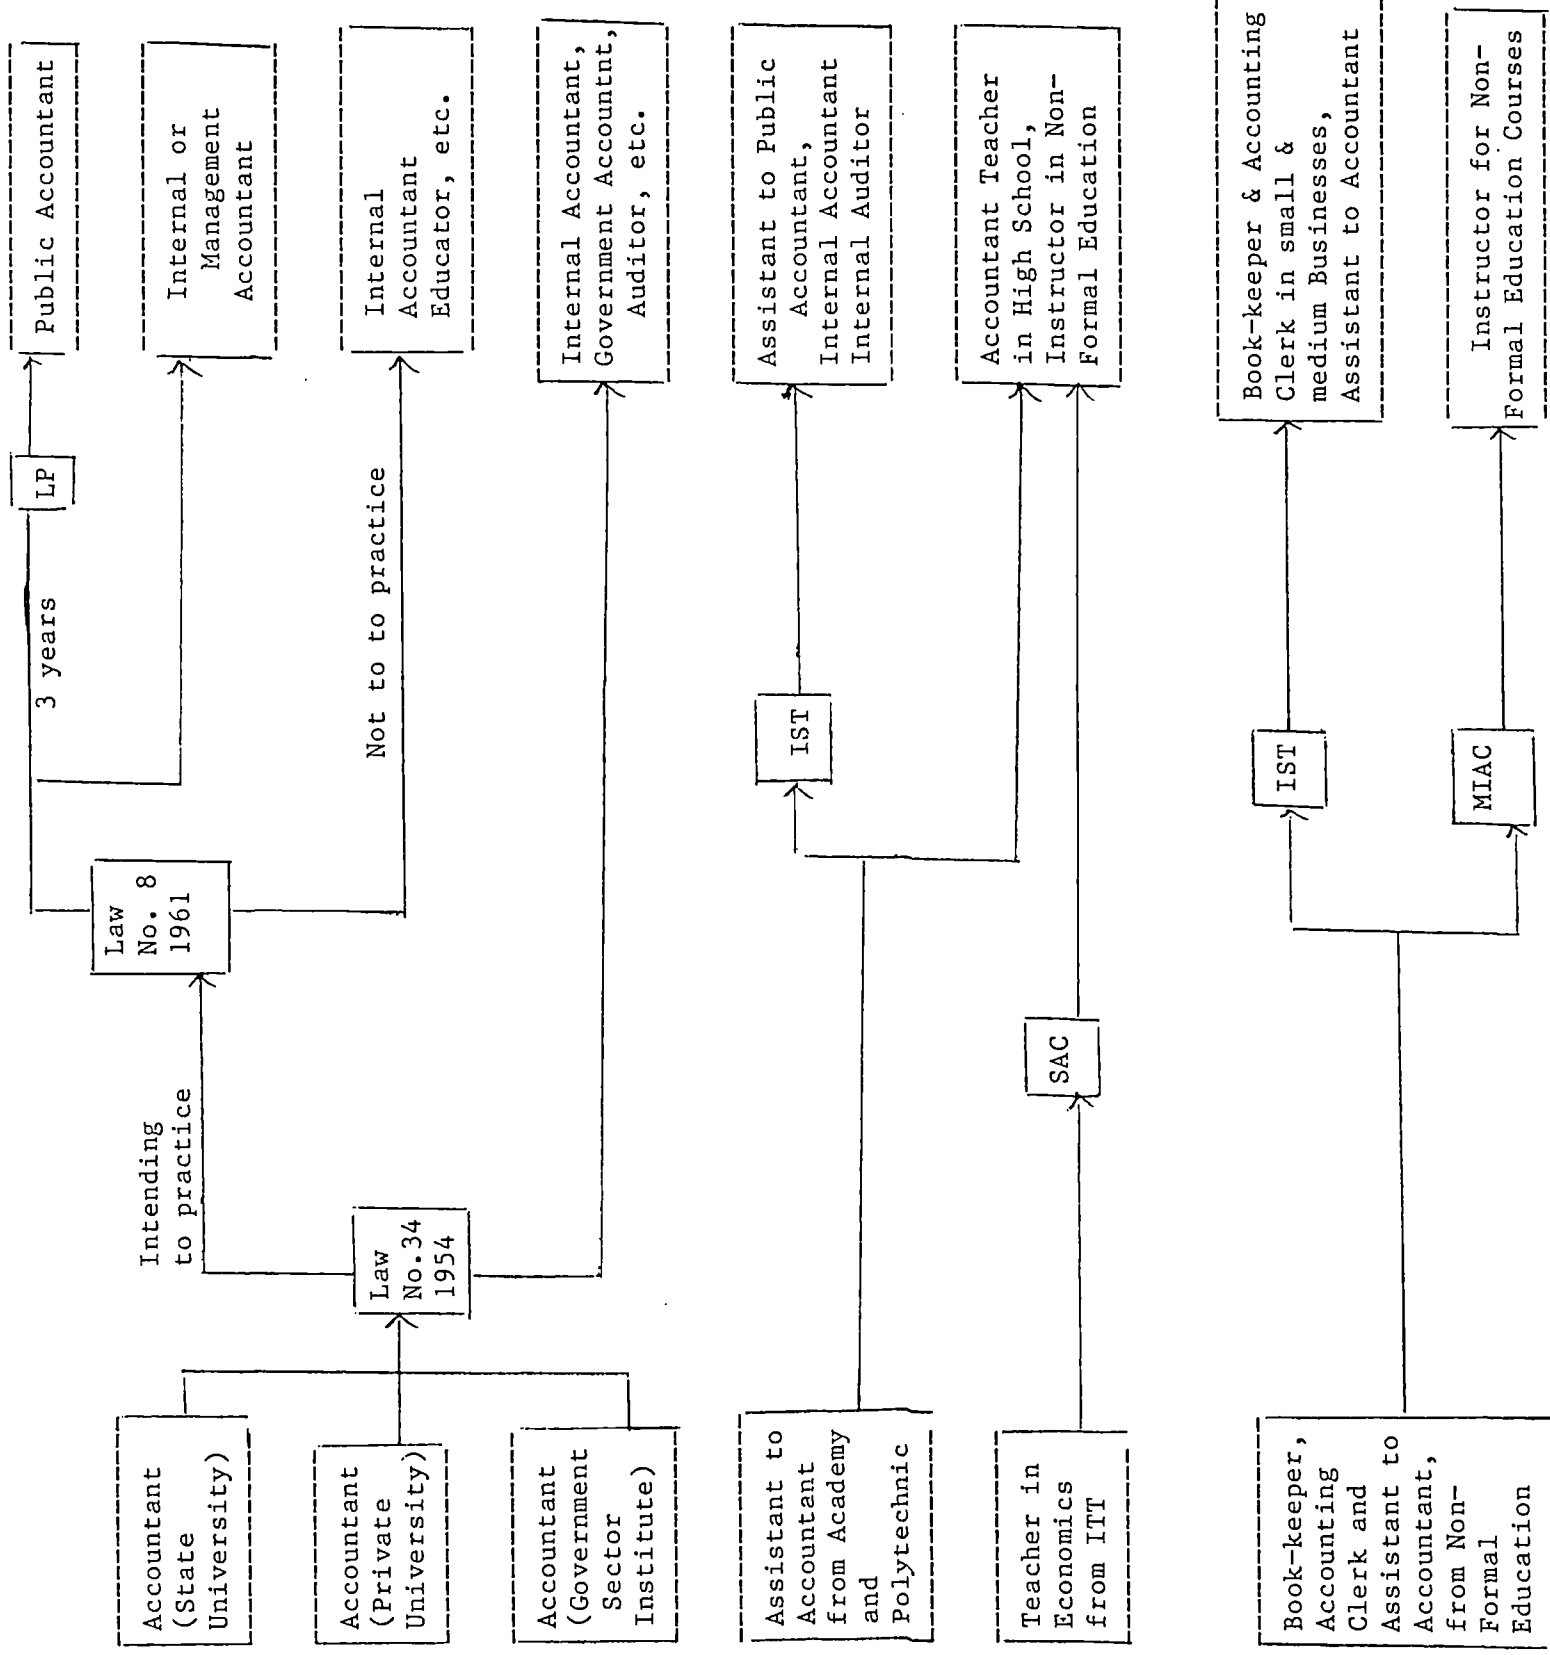 Accountant
(State
University)
Accountant
(Private
University)
Accountant
(Government
Sector
Institute)
Law
No.34
1954
Intending
to practice
Law
No. 8
1961
3 years
LP
Public Accountant
Internal or
Management
Accountant
Not to to practice
Internal
Accountant
Educator, etc.
Internal Accountant,
Government Accountnt,
Auditor, etc.
Assistant to
Accountant
from Academy
and
Polytechnic
IST
Assistant to Public
Accountant,
Internal Accountant
Internal Auditor
Teacher in
Economics
from ITT
SAC
Accountant Teacher
in High School,
Instructor in Non-
Formal Education
Book-keeper,
Accounting
Clerk and
Assistant to
Accountant,
from Non-
Formal
Education
IST
Book-keeper & Accounting
Clerk in small &
medium Businesses,
Assistant to Accountant
MIAC
Instructor for Non-
Formal Education Courses